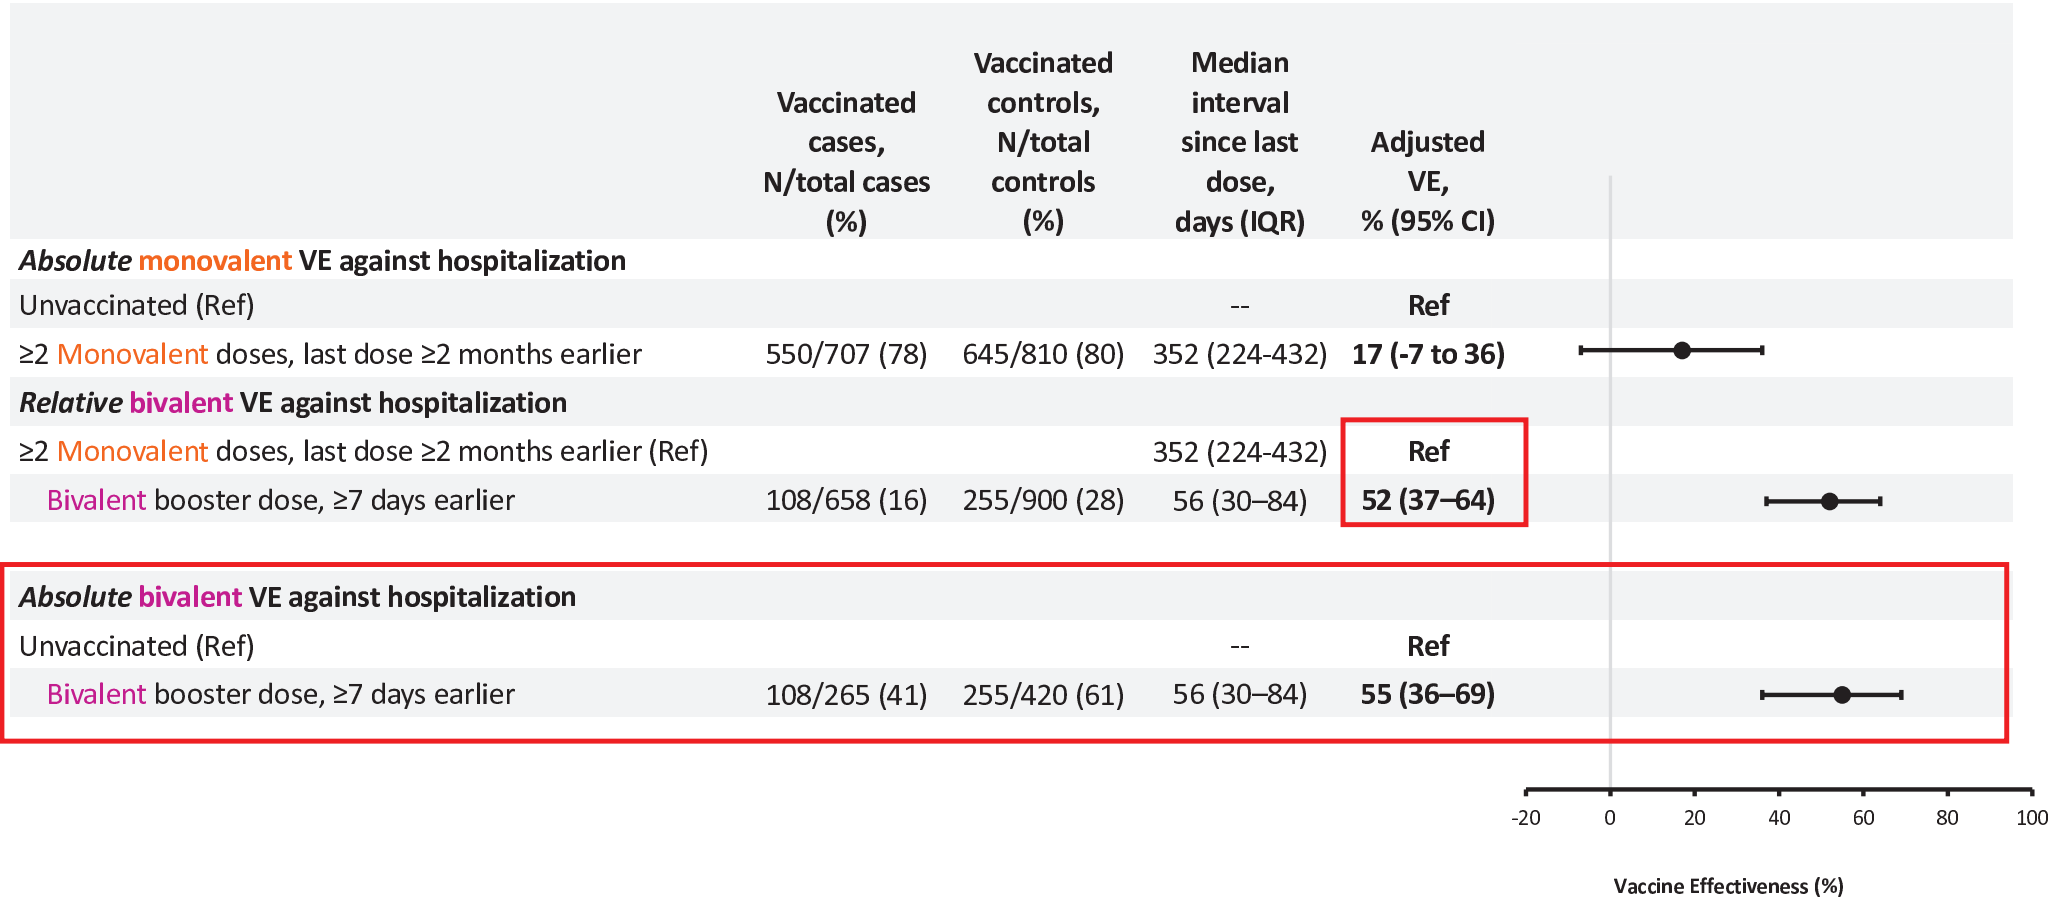 Vaccinated cases, N/total cases (%)
Vaccinated controls, N/total controls (%)
Median interval since last dose, days (IQR)
Adjusted VE, % (95% CI)
Absolute monovalent VE against hospitalization
Unvaccinated (Ref) -- Ref
≥2 Monovalent doses, last dose ≥2 months earlier 550/707 (78) 645/810 (80) 352 (224-432) 17 (-7 to 36)
Relative bivalent VE against hospitalization
≥2 Monovalent doses, last dose ≥2 months earlier (Ref) 352 (224-432) Ref
Bivalent booster dose, ≥7 days earlier 108/658 (16) 255/900 (28) 56 (30–84) 52 (37–64)
Absolute bivalent VE against hospitalization
Unvaccinated (Ref) -- Ref
Bivalent booster dose, ≥7 days earlier 108/265 (41) 255/420 (61) 56 (30–84) 55 (36–69)
-20 0 20 40 60 80 100
Vaccine Effectiveness (%)